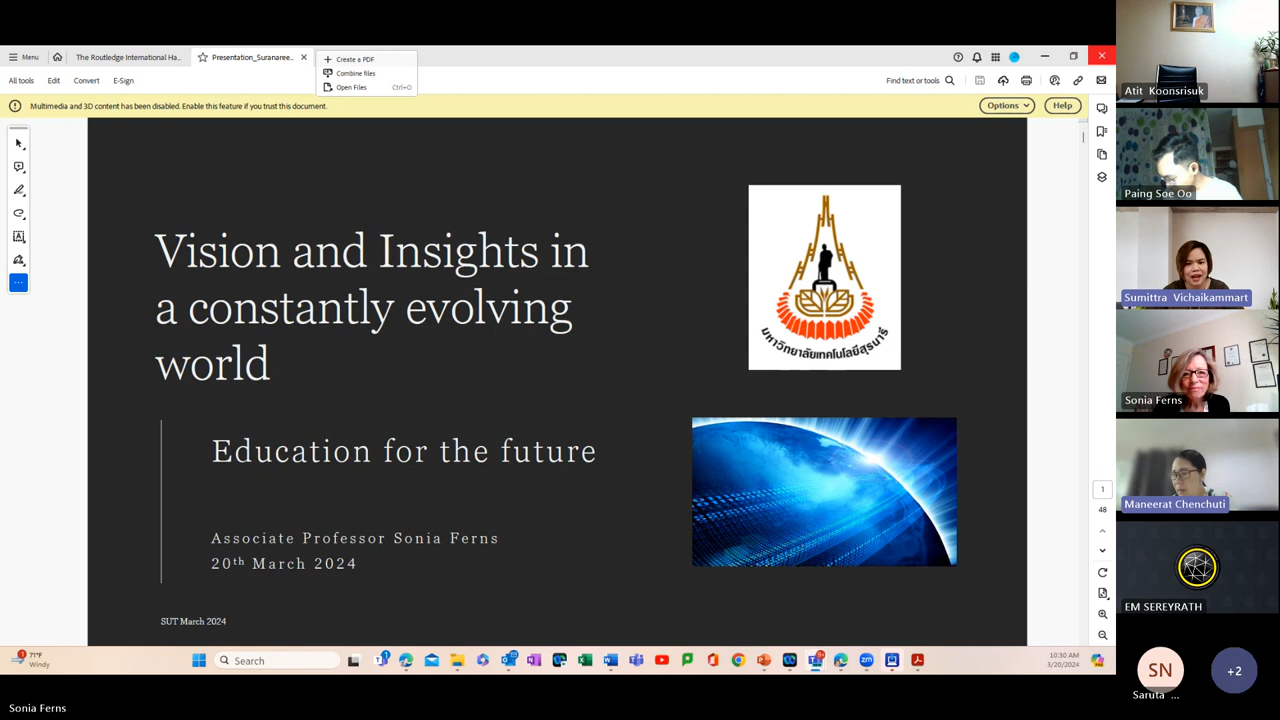 Menu
The Routledge International Ha...
Presentation_Suranaree...
Create a PDF
Combine files
Open Files Ctrl+O
All tools
Edit
Convert
E-Sign
Find text or tools
Multimedia and 3D content has been disabled. Enable this feature if you trust this document.
Options
Help
Vision and Insights in
a constantly evolving
world
มหาวิทยาลัยเทคโนโลยีสุรนารี
Education for the future
Associate Professor Sonia Ferns
20th March 2024
SUT March 2024
1
48
71°F
Windy
Search
10:30 AM
3/20/2024
Atit Koonsrisuk
Paing Soe Oo
Sumittra Vichaikammart
Sonia Ferns
Maneerat Chenchuti
EM SEREYRATH
SN
Saruta ...
+2
Sonia Ferns